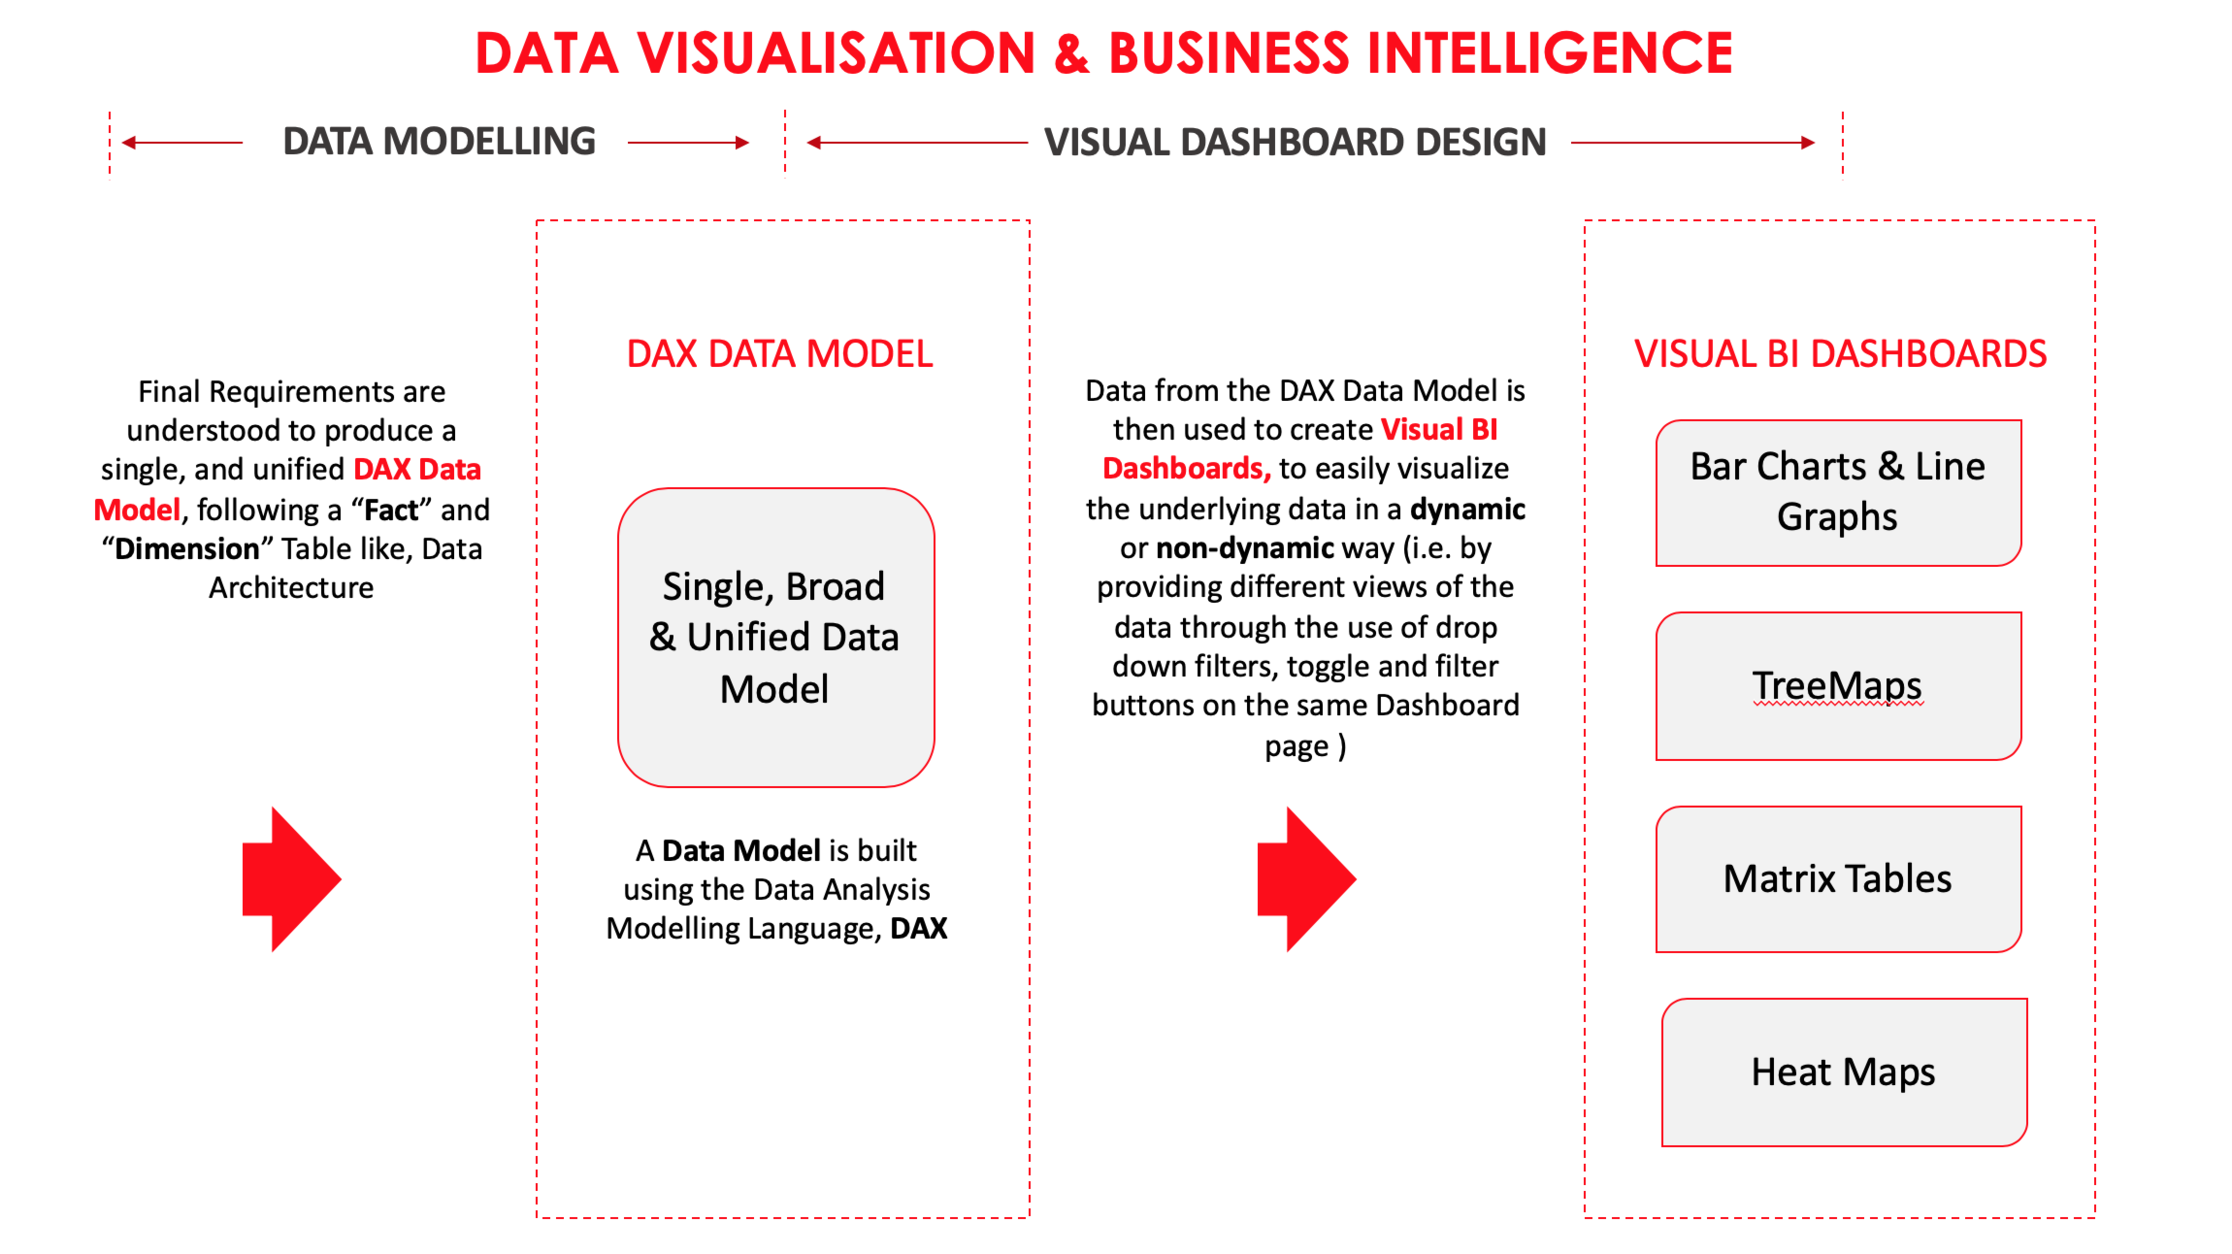 DATA VISUALISATION & BUSINESS INTELLIGENCE
DATA MODELLING
VISUAL DASHBOARD DESIGN
Final Requirements are
understood to produce a
single, and unified DAX Data
Model, following a “Fact” and
“Dimension” Table like, Data
Architecture
DAX DATA MODEL
Single, Broad
& Unified Data
Model
A Data Model is built
using the Data Analysis
Modelling Language, DAX
Data from the DAX Data Model is
then used to create Visual BI
Dashboards, to easily visualize
the underlying data in a dynamic
or non-dynamic way (i.e. by
providing different views of the
data through the use of drop
down filters, toggle and filter
buttons on the same Dashboard
page )
VISUAL BI DASHBOARDS
Bar Charts & Line
Graphs
TreeMaps
Matrix Tables
Heat Maps